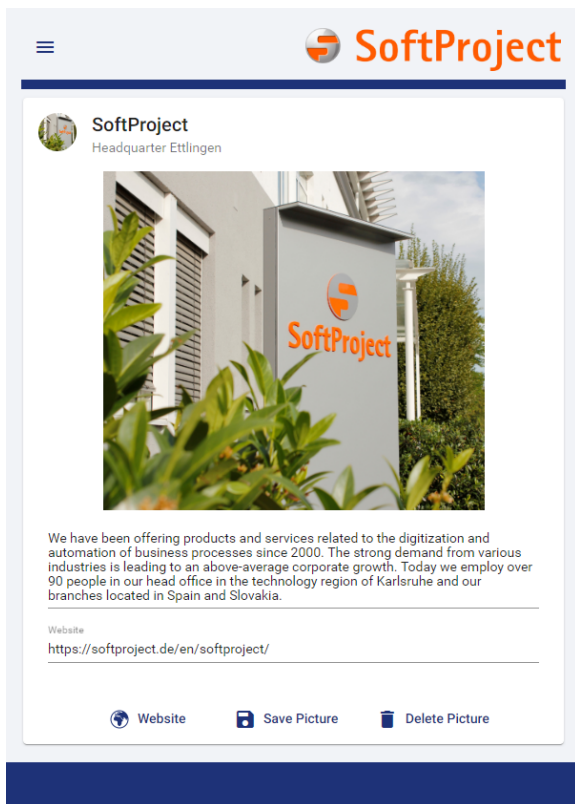 SoftProject
SoftProject
Headquarter Ettlingen
SoftProject
We have been offering products and services related to the digitization and
automation of business processes since 2000. The strong demand from various
industries is leading to an above-average corporate growth. Today we employ over
90 people in our head office in the technology region of Karlsruhe and our
branches located in Spain and Slovakia.
Website
https://softproject.de/en/softproject/
Website Save Picture Delete Picture